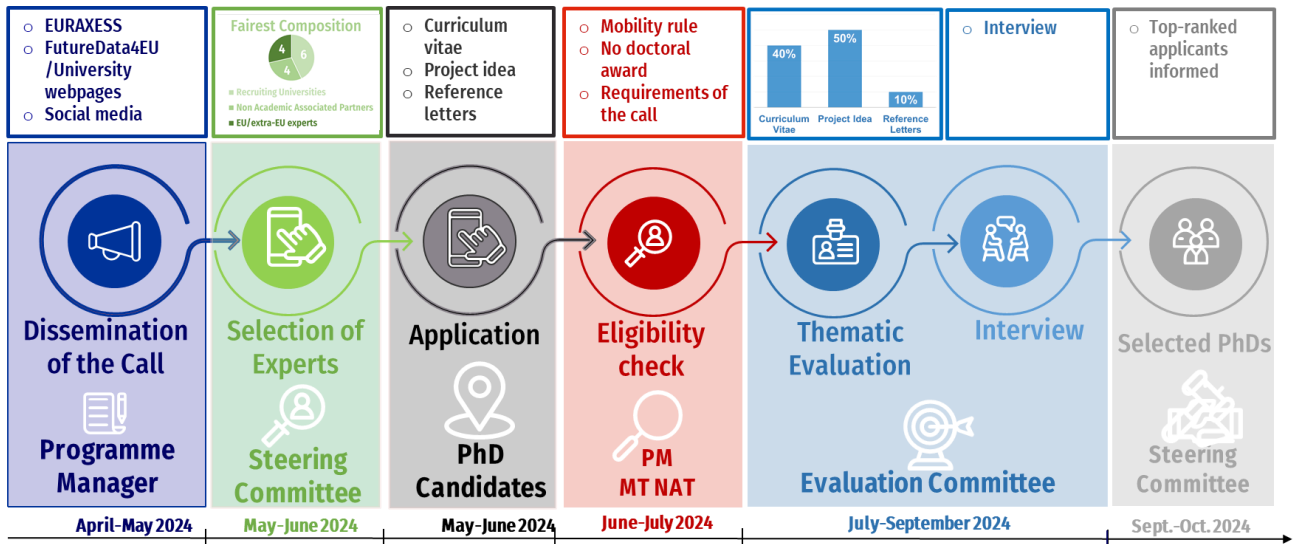 EURAXESS
FutureData4EU
/University
webpages
Social media
Fairest Composition
4
6
4
Recruiting Universities
Non Academic Associated Partners
EU/extra-EU experts
Curriculum
vitae
Project idea
Reference
letters
Mobility rule
No doctoral
award
Requirements of
the call
40%
50%
10%
Curriculum
Vitae
Project Idea
Reference
Letters
Interview
Top-ranked
applicants
informed
Dissemination
of the Call
Selection of
Experts
Application
Eligibility
check
Thematic
Evaluation
Interview
Selected PhDs
Programme
Manager
Steering
Committee
PhD
Candidates
PM
MT NAT
Evaluation Committee
Steering
Committee
April-May 2024
May-June 2024
May-June 2024
June-July 2024
July-September 2024
Sept.-Oct. 2024